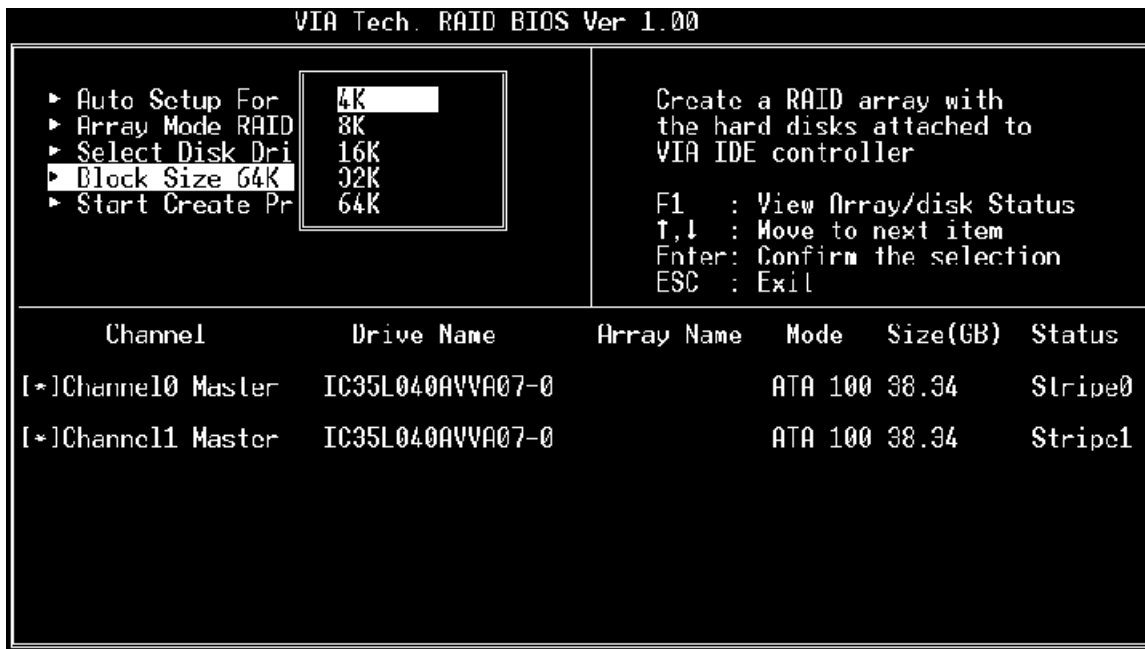 VIA Tech. RAID BIOS Ver 1.00
► Auto Setup For
► Array Mode RAID
► Select Disk Dri
► Block Size 64K
► Start Create Pr
4K
8K
16K
32K
64K
Create a RAID array with
the hard disks attached to
VIA IDE controller
F1 : View Array/disk Status
↑,↓ : Move to next item
Enter: Confirm the selection
ESC : Exit
Channel Drive Name Array Name Mode Size(GB) Status
[*]Channel0 Master IC35L040AVVA07-0 ATA 100 38.34 Stripe0
[*]Channel1 Master IC35L040AVVA07-0 ATA 100 38.34 Stripe1